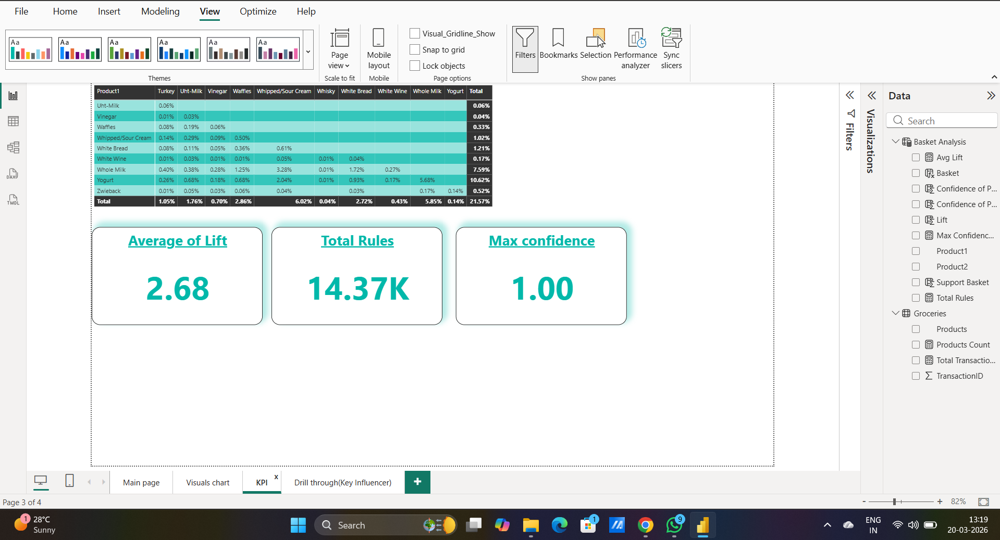 File Home Insert Modeling View Optimize Help
Aa Aa Aa Aa Aa Aa
Themes
Page view
Scale to fit
Mobile layout
Mobile
Visual_Gridline_Show
Snap to grid
Lock objects
Page options
Filters
Bookmarks
Selection
Performance analyzer
Sync slicers
Show panes
DAX
TMDL
Product1 Turkey Uht-Milk Vinegar Waffles Whipped/Sour Cream Whisky White Bread White Wine Whole Milk Yogurt Total
Uht-Milk 0.06% 0.06%
Vinegar 0.01% 0.03% 0.04%
Waffles 0.08% 0.19% 0.06% 0.33%
Whipped/Sour Cream 0.14% 0.29% 0.09% 0.50% 1.02%
White Bread 0.08% 0.11% 0.05% 0.36% 0.61% 1.21%
White Wine 0.01% 0.03% 0.01% 0.01% 0.05% 0.01% 0.04% 0.17%
Whole Milk 0.40% 0.38% 0.28% 1.25% 3.28% 0.01% 1.72% 0.27% 7.59%
Yogurt 0.26% 0.68% 0.18% 0.68% 2.04% 0.01% 0.93% 0.17% 5.68% 10.62%
Zwieback 0.01% 0.05% 0.03% 0.06% 0.04% 0.03% 0.17% 0.14% 0.52%
Total 1.05% 1.76% 0.70% 2.86% 6.02% 0.04% 2.72% 0.43% 5.85% 0.14% 21.57%
Average of Lift
2.68
Total Rules
14.37K
Max confidence
1.00
Filters
Visualizations
Data
Search
Basket Analysis
Avg Lift
Basket
Confidence of P...
Confidence of P...
Lift
Max Confidenc...
Product1
Product2
Support Basket
Total Rules
Groceries
Products
Products Count
Total Transactio...
TransactionID
Main page Visuals chart KPI x Drill through(Key Influencer) +
Page 3 of 4
- + 82%
1
28°C
Sunny
Search
1
9
ENG
IN
13:19
20-03-2026